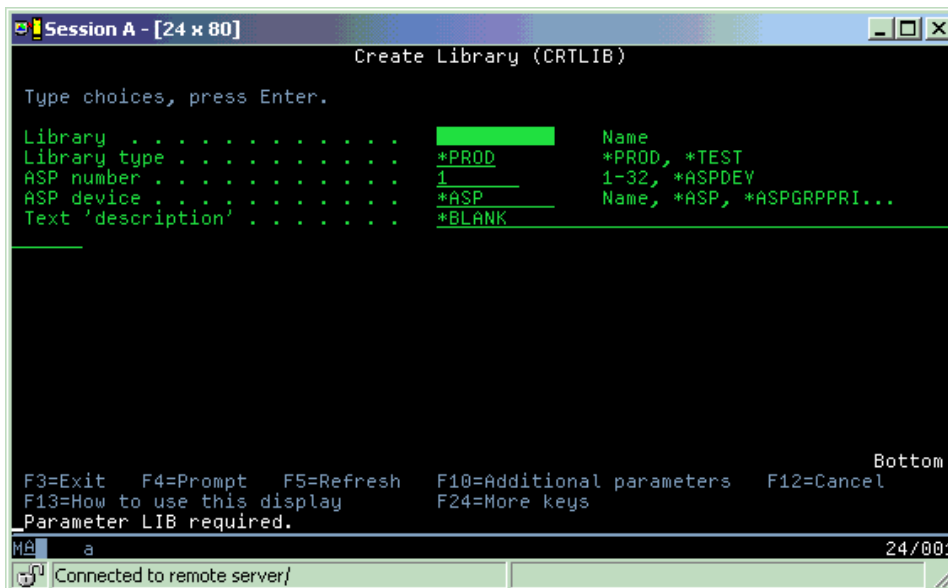 Session A - [24 x 80]
Create Library (CRTLIB)
Type choices, press Enter.
Library . . . . . . . . . . . . Name
Library type . . . . . . . . . . *PROD *PROD, *TEST
ASP number . . . . . . . . . . . 1 1-32, *ASPDEV
ASP device . . . . . . . . . . . *ASP Name, *ASP, *ASPGRPPRI...
Text 'description' . . . . . . . *BLANK
Bottom
F3=Exit F4=Prompt F5=Refresh F10=Additional parameters F12=Cancel
F13=How to use this display F24=More keys
Parameter LIB required.
MA a 24/00
Connected to remote server/